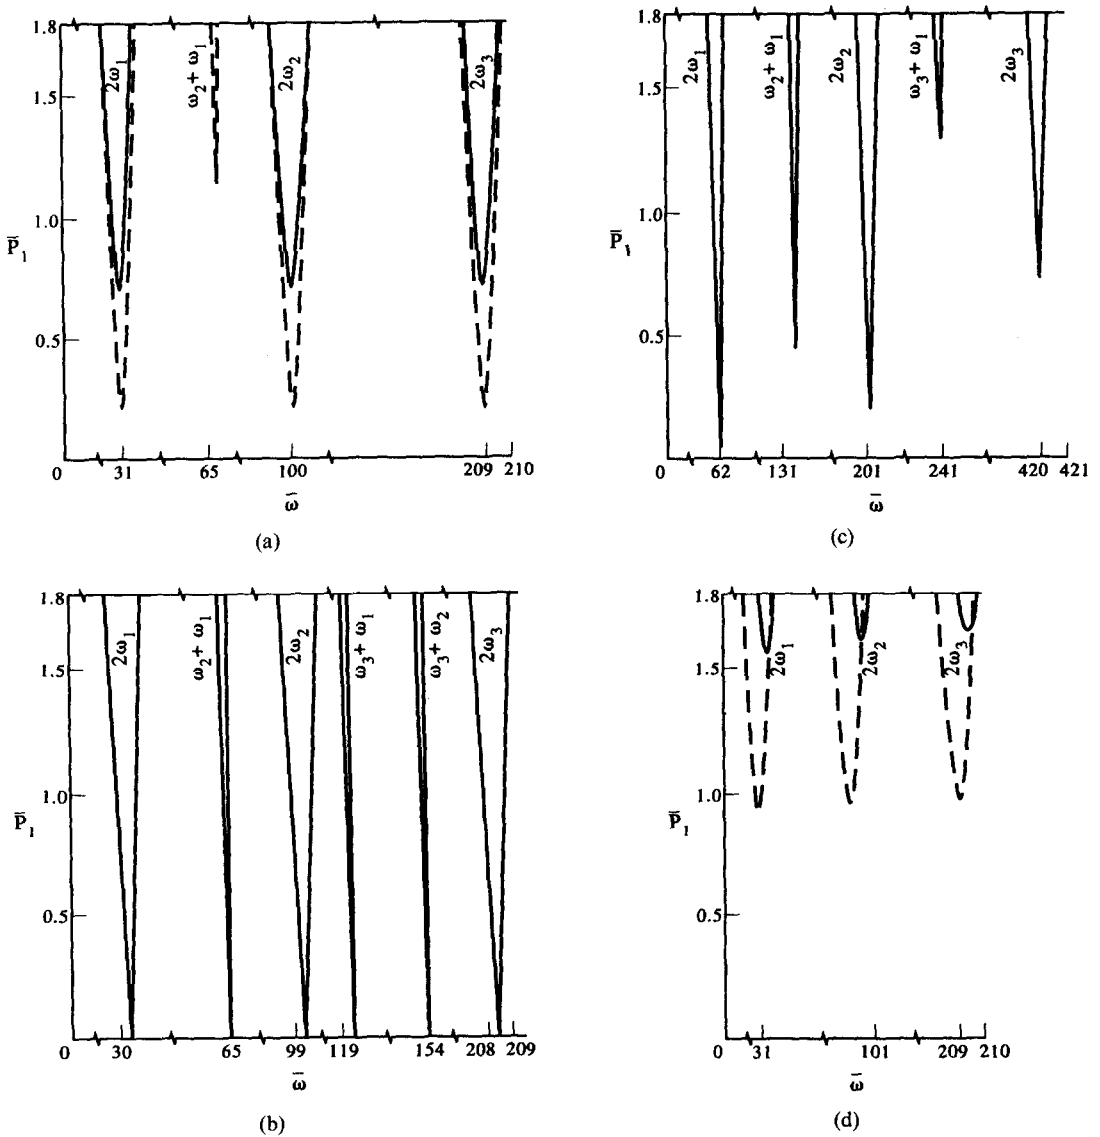 1.8
1.5
1.0
P̄₁
0.5
2ω₁
ω₂ + ω₁
2ω₂
2ω₃
0 31 65 100 209 210
ω̄
(a)
1.8
1.5
1.0
P̄₁
0.5
2ω₁
ω₂ + ω₁
2ω₂
ω₃ + ω₁
2ω₃
0 62 131 201 241 420 421
ω̄
(c)
1.8
1.5
1.0
P̄₁
0.5
2ω₁
ω₂ + ω₁
2ω₂
ω₃ + ω₁
ω₃ + ω₂
2ω₃
0 30 65 99 119 154 208 209
ω̄
(b)
1.8
1.5
1.0
P̄₁
0.5
2ω₁
2ω₂
2ω₃
0 31 101 209 210
ω̄
(d)